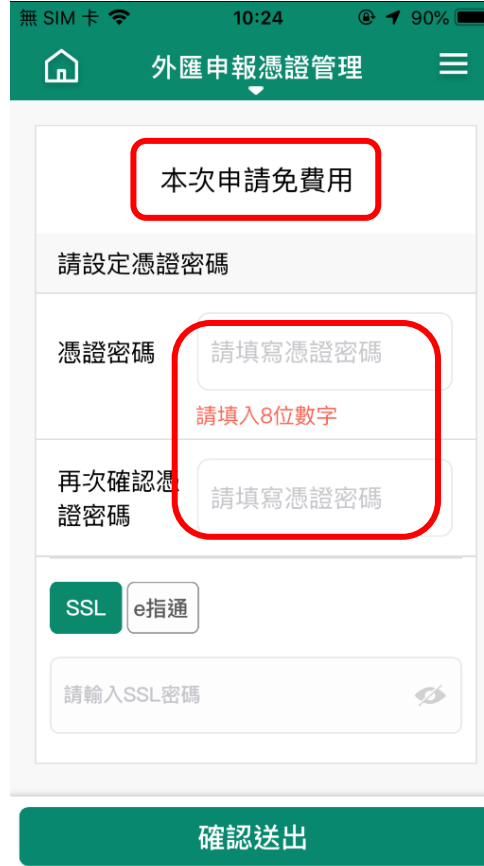 無 SIM 卡 10:24 90%
外匯申報憑證管理
本次申請免費用
請設定憑證密碼
憑證密碼 請填寫憑證密碼
請填入8位數字
再次確認憑
證密碼 請填寫憑證密碼
SSL e指通
請輸入SSL密碼
確認送出